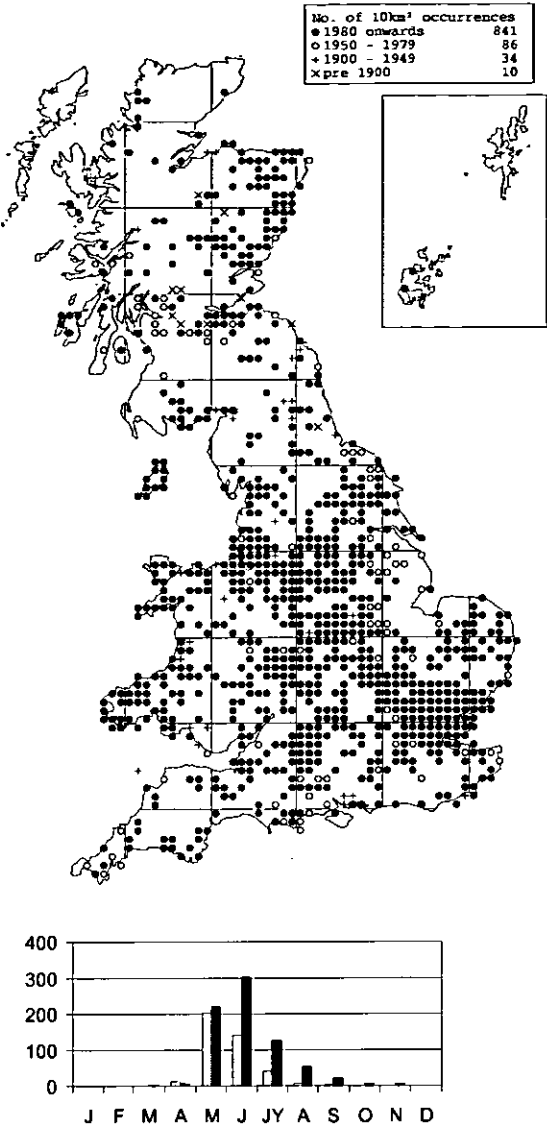 No. of 10km² occurrences
● 1980 onwards 841
○ 1950 - 1979 86
+ 1900 - 1949 34
× pre 1900 10
400
300
200
100
0
J F M A M J JY A S O N D